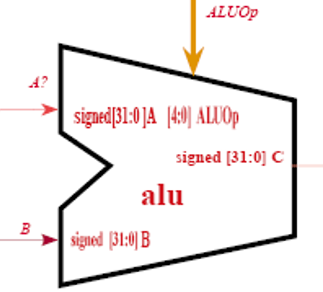 ALUOp
A?
signed[31:0]A [4:0] ALUOp
signed [31:0] C
alu
B
signed [31:0] B